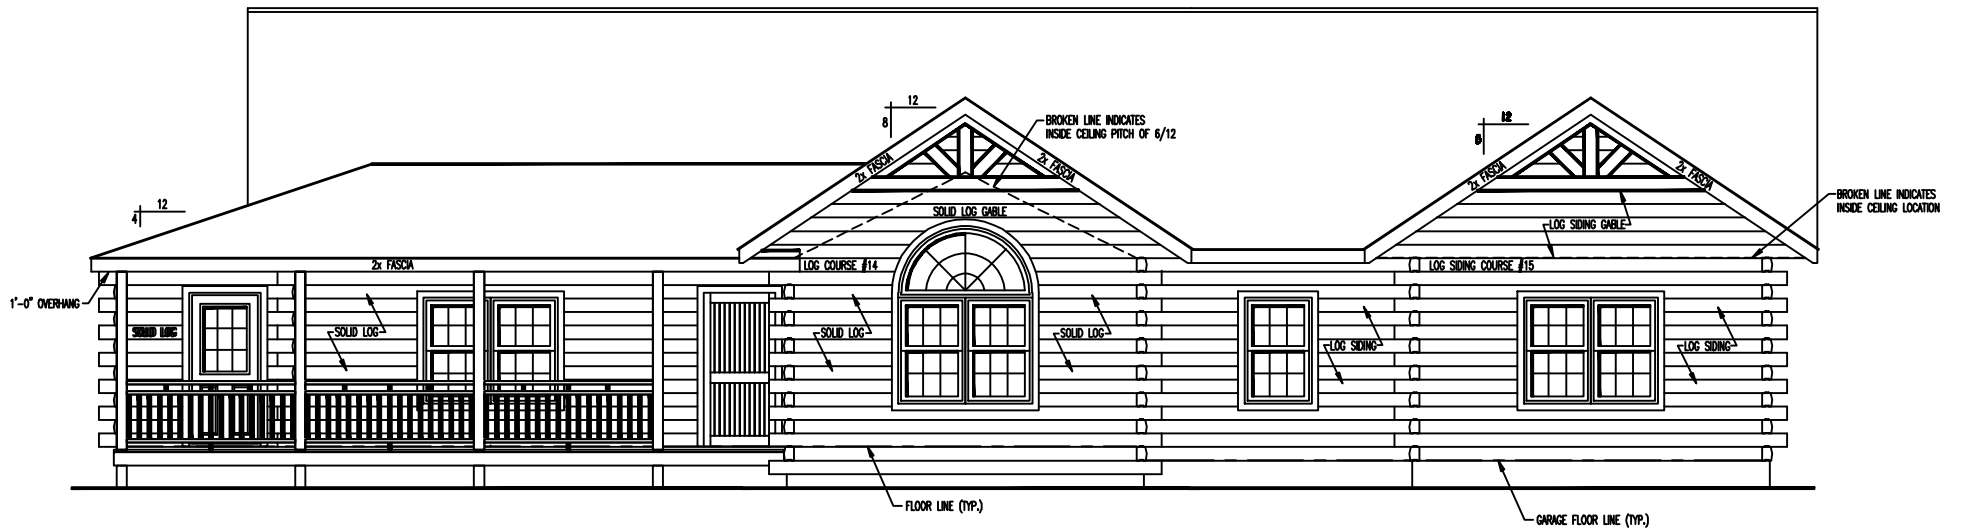 12
8
BROKEN LINE INDICATES
INSIDE CEILING PITCH OF 6/12
12
2x FASCIA
2x FASCIA
2x FASCIA
2x FASCIA
12
4
SOLID LOG GABLE
LOG SIDING GABLE
BROKEN LINE INDICATES
INSIDE CEILING LOCATION
2x FASCIA
LOG COURSE #14
LOG SIDING COURSE #15
1'-0" OVERHANG
SOLID LOG
SOLID LOG
SOLID LOG
SOLID LOG
LOG SIDING
LOG SIDING
FLOOR LINE (TYP.)
GARAGE FLOOR LINE (TYP.)